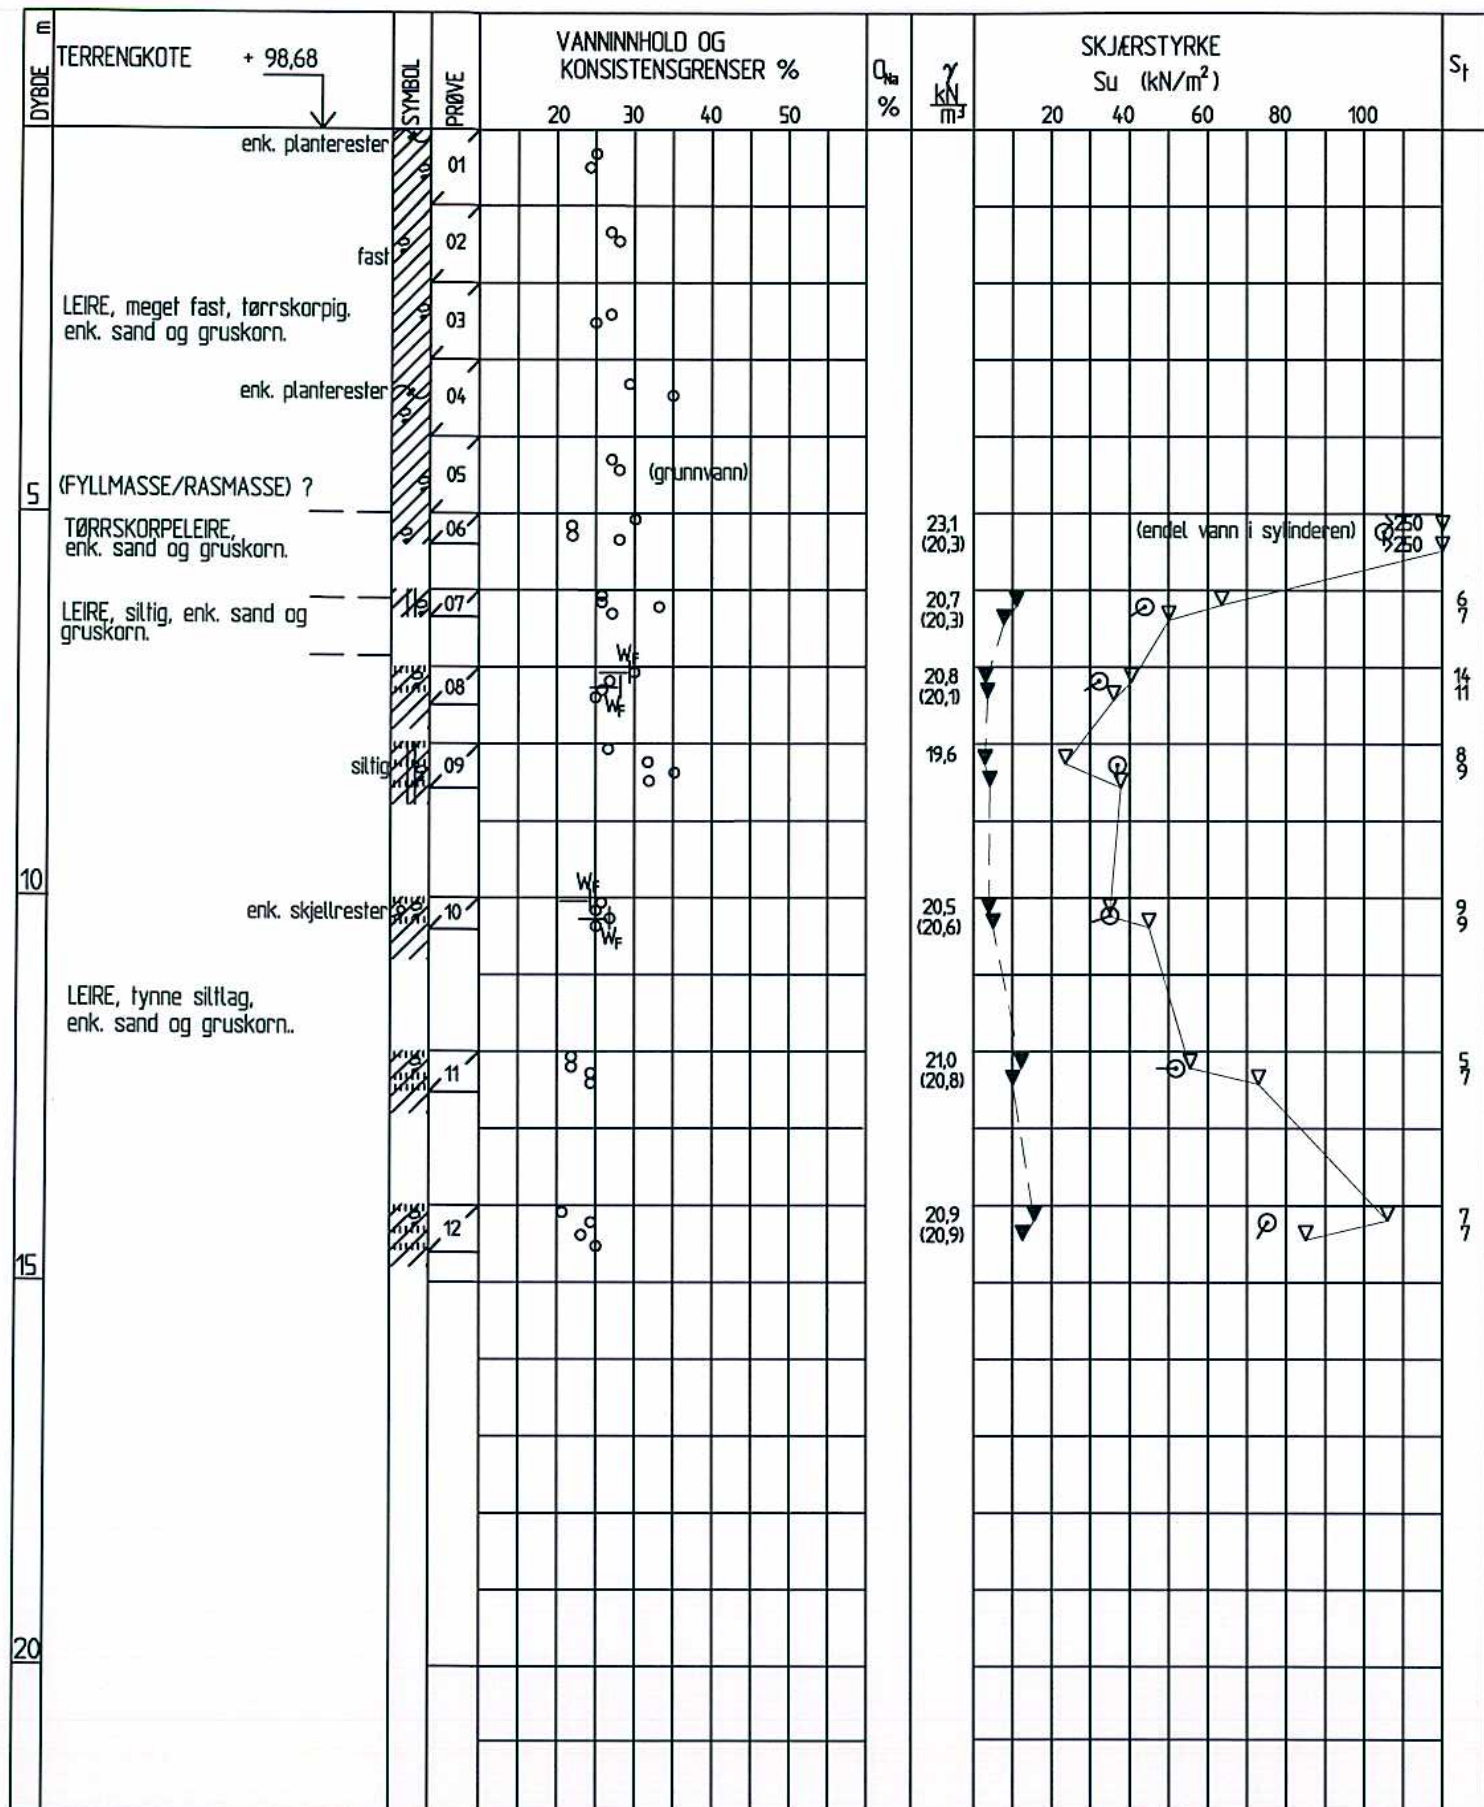 DYBDE m
TERRENGKOTE + 98,68
SYMBOL
PRØVE
VANNINNHOLD OG
KONSISTENSGRENSER %
20 30 40 50
O Na
%
γ
kN
m³
SKJÆRSTYRKE
Su (kN/m²)
20 40 60 80 100
St
enk. planterester
01
02
fast
LEIRE, meget fast, tørrskorpig.
enk. sand og gruskorn.
03
enk. planterester
04
05
(grunnvann)
(FYLLMASSE/RASMASSE) ?
5
TØRRSKORPELEIRE,
enk. sand og gruskorn.
06
23,1
(20,3)
(endel vann i sylinderen)
>250
>250
LEIRE, siltig, enk. sand og
gruskorn.
07
20,7
(20,3)
6
7
WF
08
WF
20,8
(20,1)
14
11
siltig
09
19,6
8
9
10
WF
enk. skjellrester
10
WF
20,5
(20,6)
9
9
LEIRE, tynne siltlag,
enk. sand og gruskorn..
11
21,0
(20,8)
5
7
12
20,9
(20,9)
7
7
15
20